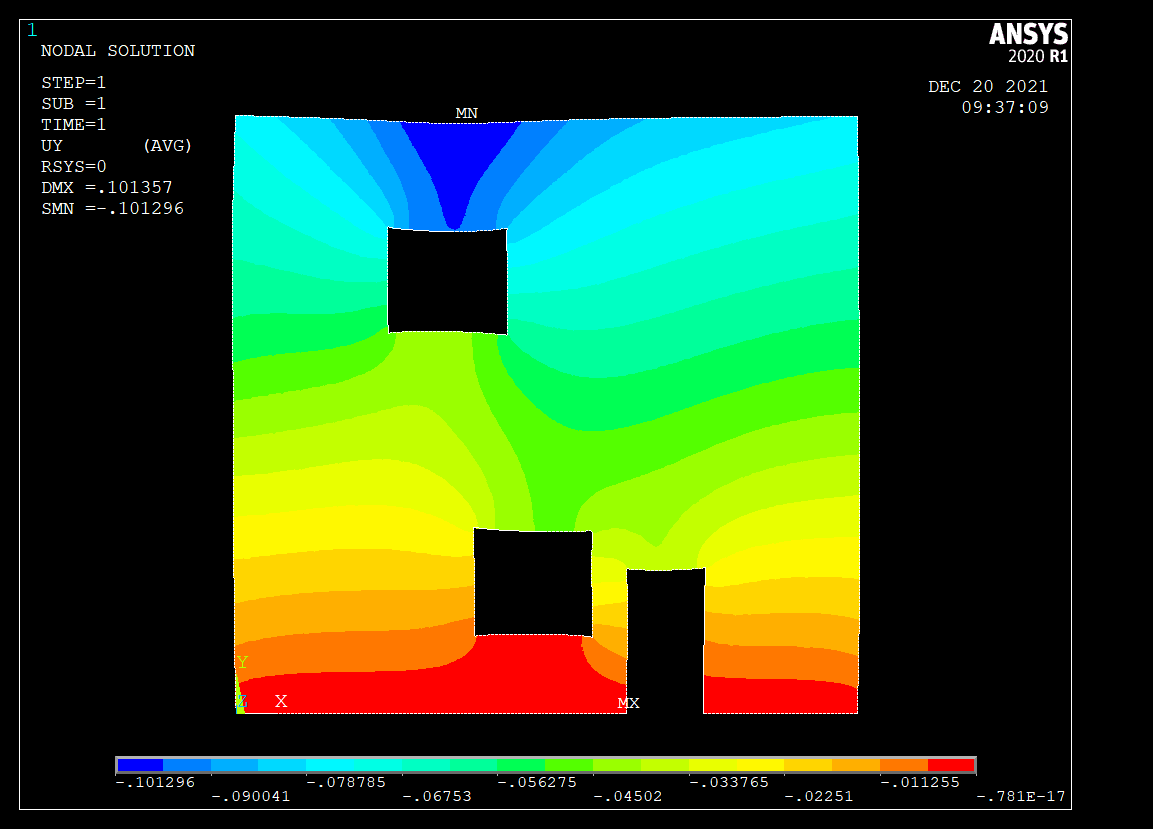 1
NODAL SOLUTION
STEP=1
SUB =1
TIME=1
UY (AVG)
RSYS=0
DMX =.101357
SMN =-.101296
ANSYS
2020 R1
DEC 20 2021
09:37:09
MN
Y
Z X
MX
-.101296 -.078785 -.056275 -.033765 -.011255
-.090041 -.06753 -.04502 -.02251 -.781E-17